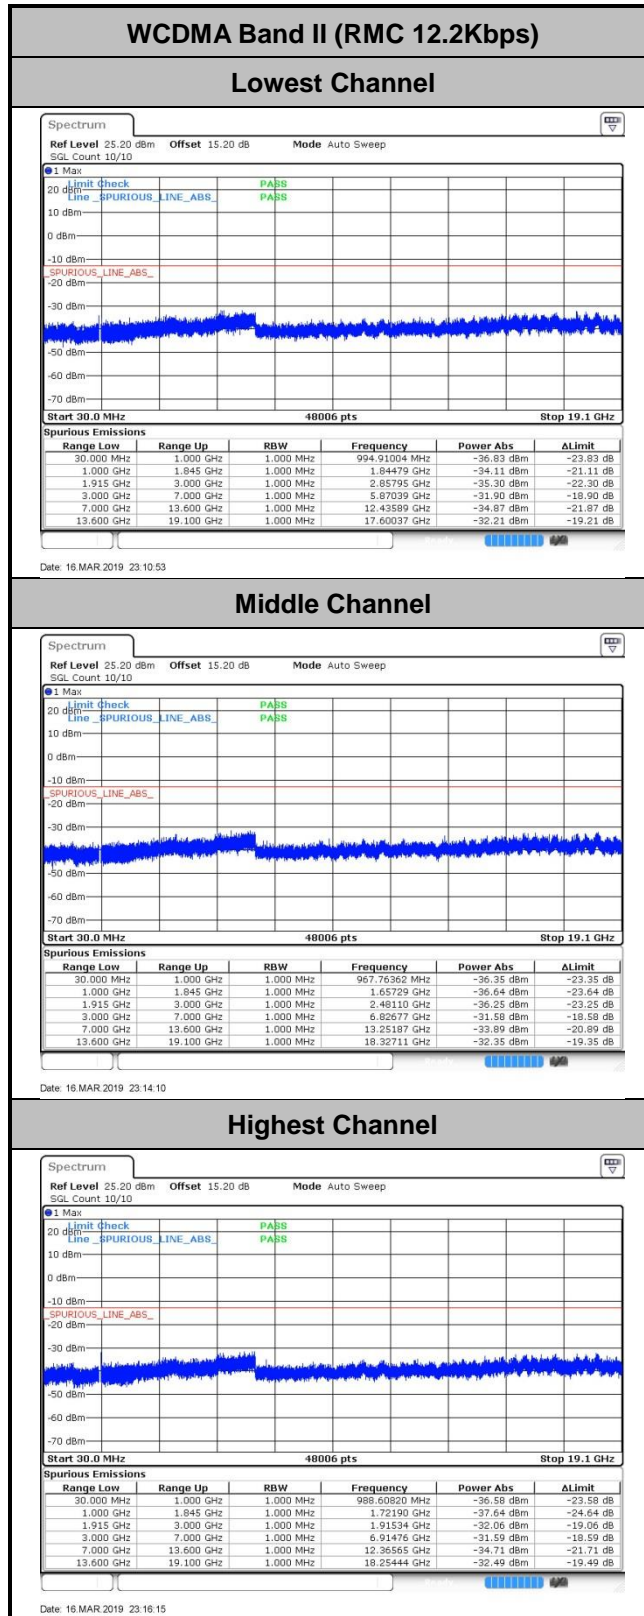 WCDMA Band II (RMC 12.2Kbps)
Lowest Channel
Spectrum
Ref Level 25.20 dBm Offset 15.20 dB Mode Auto Sweep
SGL Count 10/10
1 Max
Limit Check PASS
20 dBm
Line _SPURIOUS_LINE_ABS_ PASS
10 dBm
0 dBm
-10 dBm
_SPURIOUS_LINE_ABS_
-20 dBm
-30 dBm
-50 dBm
-60 dBm
-70 dBm
Start 30.0 MHz 48006 pts Stop 19.1 GHz
Spurious Emissions
Range Low Range Up RBW Frequency Power Abs ΔLimit
30.000 MHz 1.000 GHz 1.000 MHz 994.91004 MHz -36.83 dBm -23.83 dB
1.000 GHz 1.845 GHz 1.000 MHz 1.84479 GHz -34.11 dBm -21.11 dB
1.915 GHz 3.000 GHz 1.000 MHz 2.85795 GHz -35.30 dBm -22.30 dB
3.000 GHz 7.000 GHz 1.000 MHz 5.87039 GHz -31.90 dBm -18.90 dB
7.000 GHz 13.600 GHz 1.000 MHz 12.43589 GHz -34.87 dBm -21.87 dB
13.600 GHz 19.100 GHz 1.000 MHz 17.60037 GHz -32.21 dBm -19.21 dB
Date: 16.MAR.2019 23:10:53
Middle Channel
Spectrum
Ref Level 25.20 dBm Offset 15.20 dB Mode Auto Sweep
SGL Count 10/10
1 Max
Limit Check PASS
20 dBm
Line _SPURIOUS_LINE_ABS_ PASS
10 dBm
0 dBm
-10 dBm
_SPURIOUS_LINE_ABS_
-20 dBm
-30 dBm
-50 dBm
-60 dBm
-70 dBm
Start 30.0 MHz 48006 pts Stop 19.1 GHz
Spurious Emissions
Range Low Range Up RBW Frequency Power Abs ΔLimit
30.000 MHz 1.000 GHz 1.000 MHz 967.76362 MHz -36.35 dBm -23.35 dB
1.000 GHz 1.845 GHz 1.000 MHz 1.65729 GHz -36.64 dBm -23.64 dB
1.915 GHz 3.000 GHz 1.000 MHz 2.48110 GHz -36.25 dBm -23.25 dB
3.000 GHz 7.000 GHz 1.000 MHz 6.82677 GHz -31.58 dBm -18.58 dB
7.000 GHz 13.600 GHz 1.000 MHz 13.25187 GHz -33.89 dBm -20.89 dB
13.600 GHz 19.100 GHz 1.000 MHz 18.32711 GHz -32.35 dBm -19.35 dB
Date: 16.MAR.2019 23:14:10
Highest Channel
Spectrum
Ref Level 25.20 dBm Offset 15.20 dB Mode Auto Sweep
SGL Count 10/10
1 Max
Limit Check PASS
20 dBm
Line _SPURIOUS_LINE_ABS_ PASS
10 dBm
0 dBm
-10 dBm
_SPURIOUS_LINE_ABS_
-20 dBm
-30 dBm
-50 dBm
-60 dBm
-70 dBm
Start 30.0 MHz 48006 pts Stop 19.1 GHz
Spurious Emissions
Range Low Range Up RBW Frequency Power Abs ΔLimit
30.000 MHz 1.000 GHz 1.000 MHz 988.60820 MHz -36.58 dBm -23.58 dB
1.000 GHz 1.845 GHz 1.000 MHz 1.72190 GHz -37.64 dBm -24.64 dB
1.915 GHz 3.000 GHz 1.000 MHz 1.91534 GHz -32.06 dBm -19.06 dB
3.000 GHz 7.000 GHz 1.000 MHz 6.91476 GHz -31.59 dBm -18.59 dB
7.000 GHz 13.600 GHz 1.000 MHz 12.36565 GHz -34.71 dBm -21.71 dB
13.600 GHz 19.100 GHz 1.000 MHz 18.25444 GHz -32.49 dBm -19.49 dB
Date: 16.MAR.2019 23:16:15